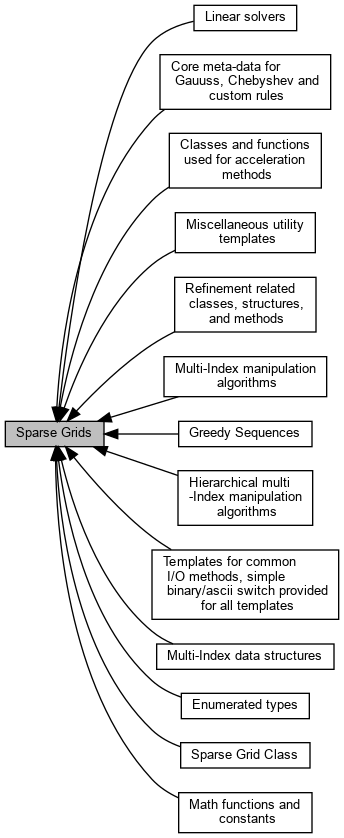 Linear solvers
Core meta-data for
Gauuss, Chebyshev and
custom rules
Classes and functions
used for acceleration
methods
Miscellaneous utility
templates
Refinement related
classes, structures,
and methods
Multi-Index manipulation
algorithms
Sparse Grids
Greedy Sequences
Hierarchical multi
-Index manipulation
algorithms
Templates for common
I/O methods, simple
binary/ascii switch provided
for all templates
Multi-Index data structures
Enumerated types
Sparse Grid Class
Math functions and
constants